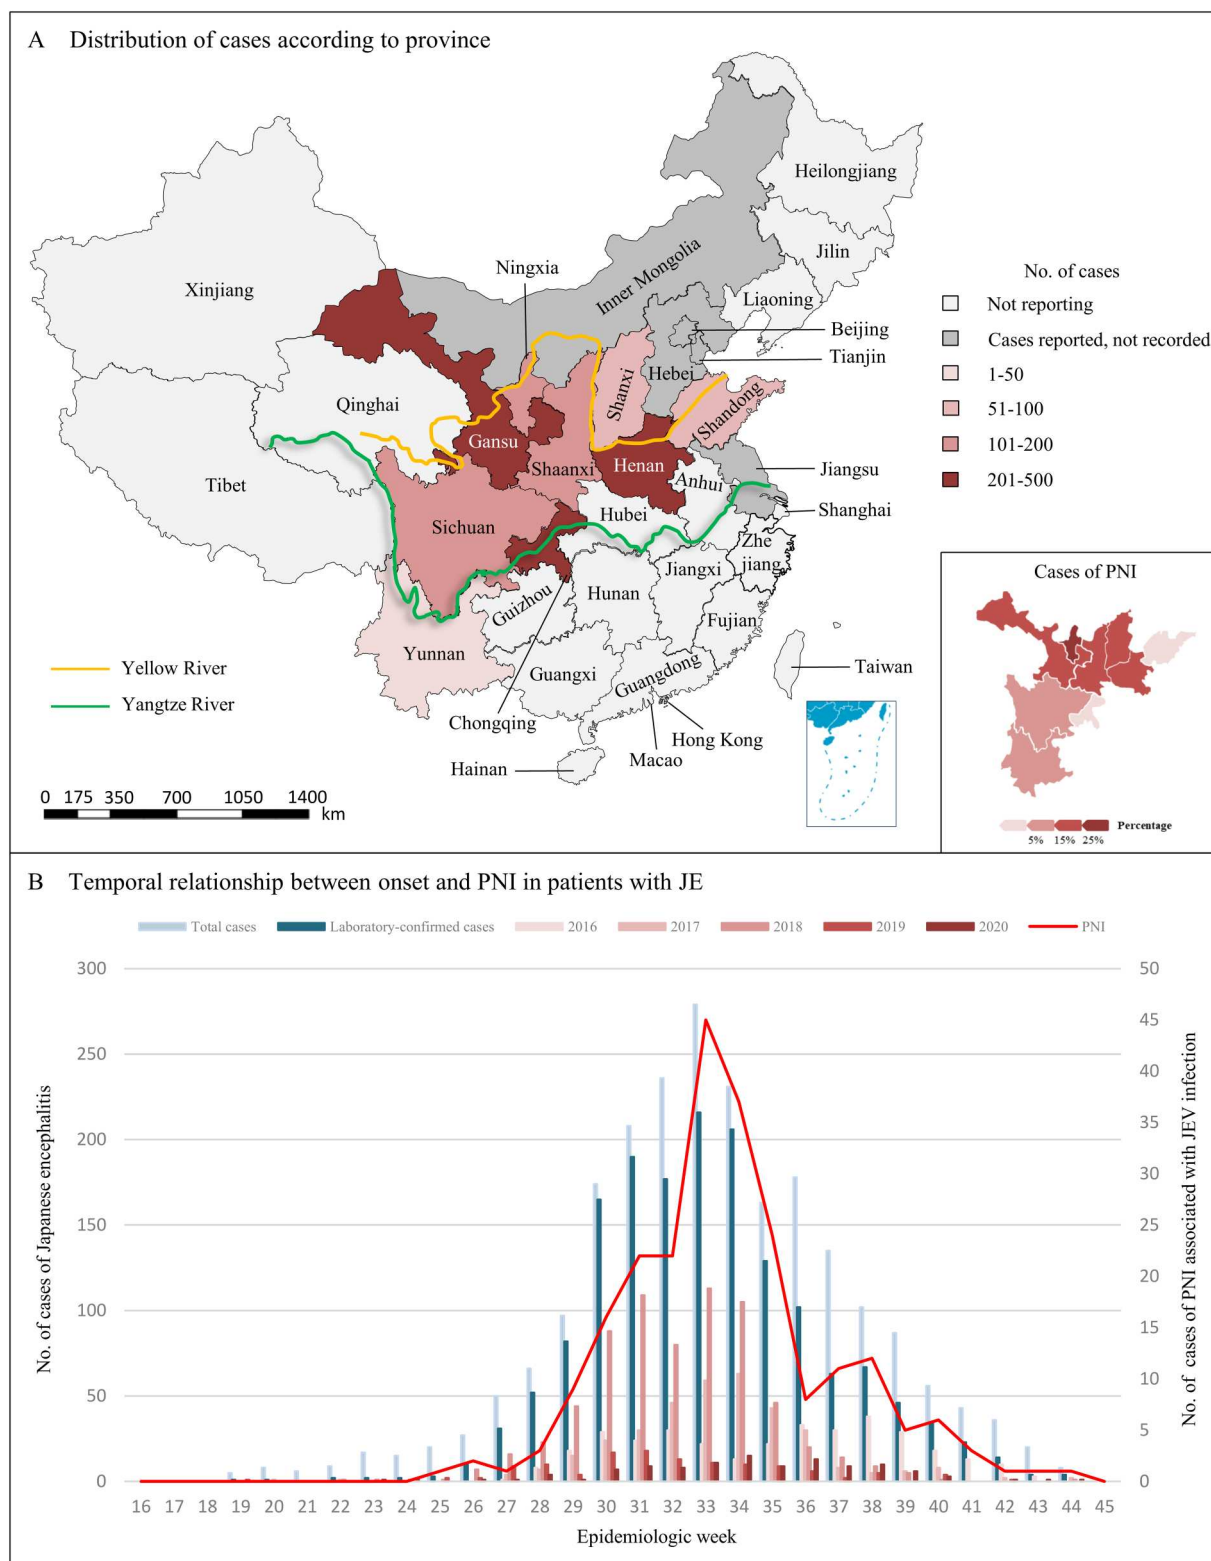 A Distribution of cases according to province
Heilongjiang
Jilin
Ningxia
Inner Mongolia
Liaoning
Xinjiang
Beijing
Tianjin
Hebei
Shanxi
Shandong
Qinghai
Gansu
Shaanxi
Henan
Jiangsu
Anhui
Tibet
Shanghai
Hubei
Sichuan
Zhe
jiang
Jiangxi
Hunan
Guizhou
Fujian
Yunnan
Guangxi
Guangdong
Taiwan
Chongqing
Hong Kong
Macao
Hainan
No. of cases
Not reporting
Cases reported, not recorded
1-50
51-100
101-200
201-500
Yellow River
Yangtze River
0 175 350 700 1050 1400
km
Cases of PNI
Percentage
5% 15% 25%
B Temporal relationship between onset and PNI in patients with JE
Total cases Laboratory-confirmed cases 2016 2017 2018 2019 2020 PNI
No. of cases of Japanese encephalitis
300
250
200
150
100
50
0
50
45
40
35
30
25
20
15
10
5
0
No. of cases of PNI associated with JEV infection
16 17 18 19 20 21 22 23 24 25 26 27 28 29 30 31 32 33 34 35 36 37 38 39 40 41 42 43 44 45
Epidemiologic week